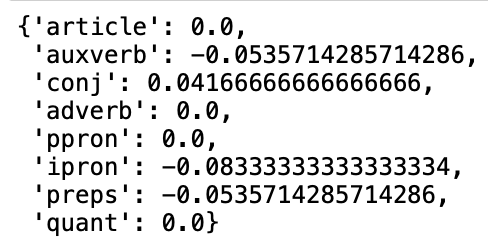 {'article': 0.0,
 'auxverb': -0.0535714285714286,
 'conj': 0.041666666666666666,
 'adverb': 0.0,
 'ppron': 0.0,
 'ipron': -0.08333333333333334,
 'preps': -0.0535714285714286,
 'quant': 0.0}